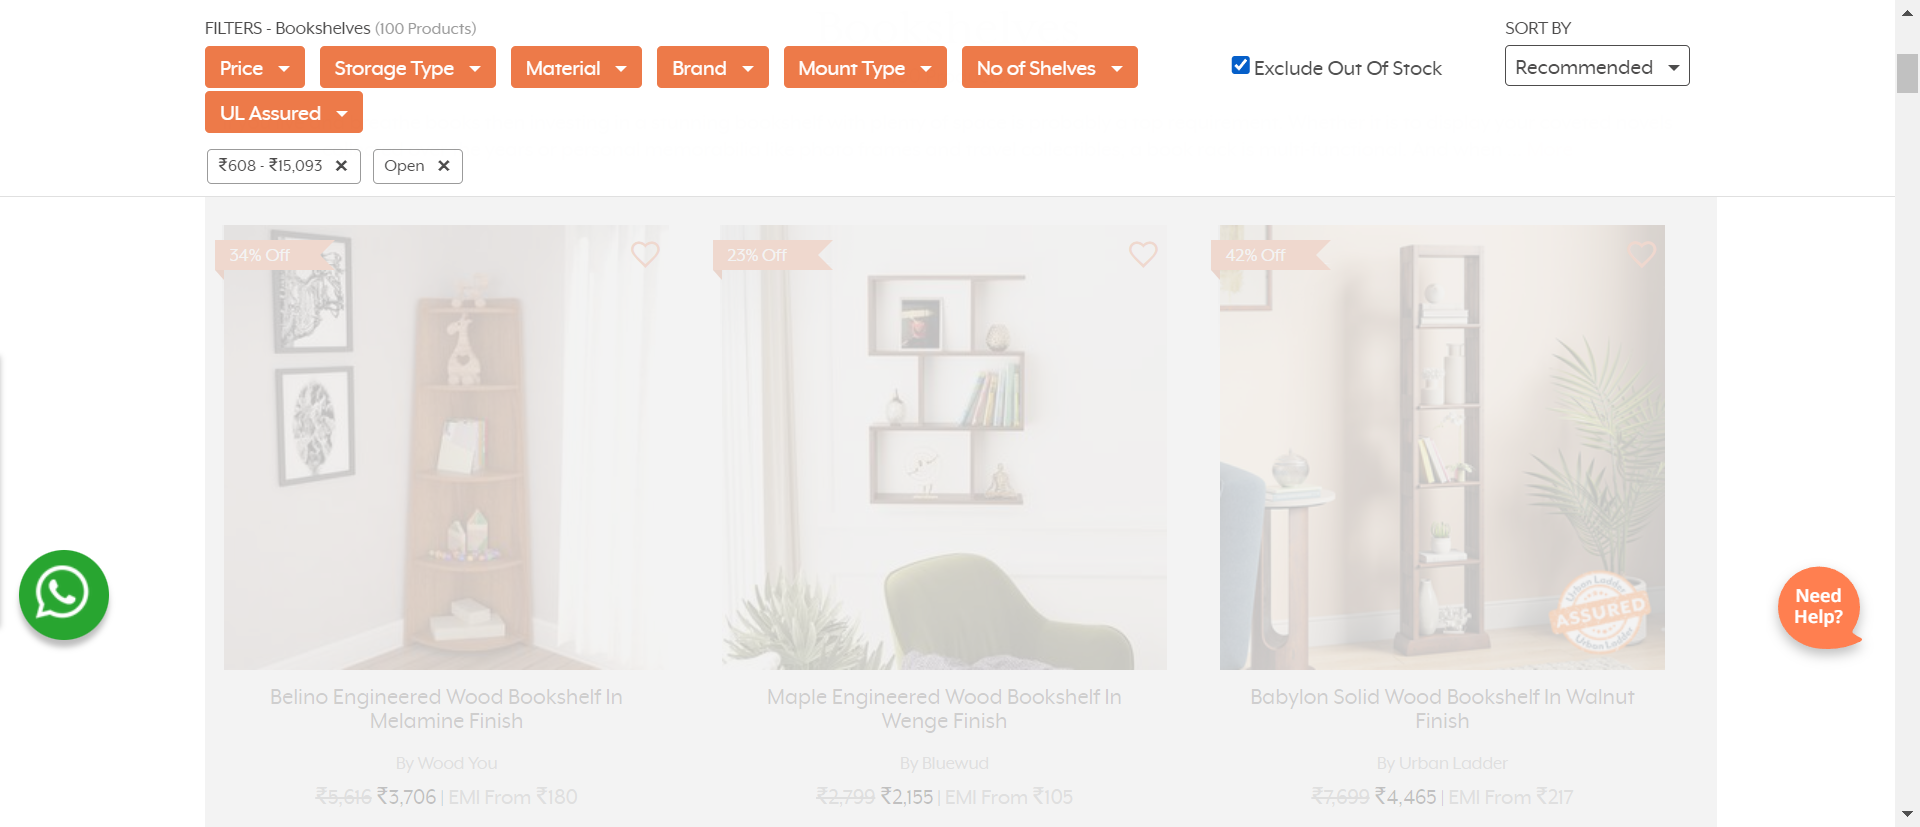 FILTERS - Bookshelves (100 Products)
SORT BY
Price
Storage Type
Material
Brand
Mount Type
No of Shelves
Exclude Out Of Stock
Recommended
UL Assured
₹608 - ₹15,093
Open
34% Off
23% Off
42% Off
Urban Ladder
ASSURED
Urban Ladder
Need
Help?
Belino Engineered Wood Bookshelf In
Melamine Finish
By Wood You
₹5,616 ₹3,706 | EMI From ₹180
Maple Engineered Wood Bookshelf In
Wenge Finish
By Bluewud
₹2,799 ₹2,155 | EMI From ₹105
Babylon Solid Wood Bookshelf In Walnut
Finish
By Urban Ladder
₹7,699 ₹4,465 | EMI From ₹217